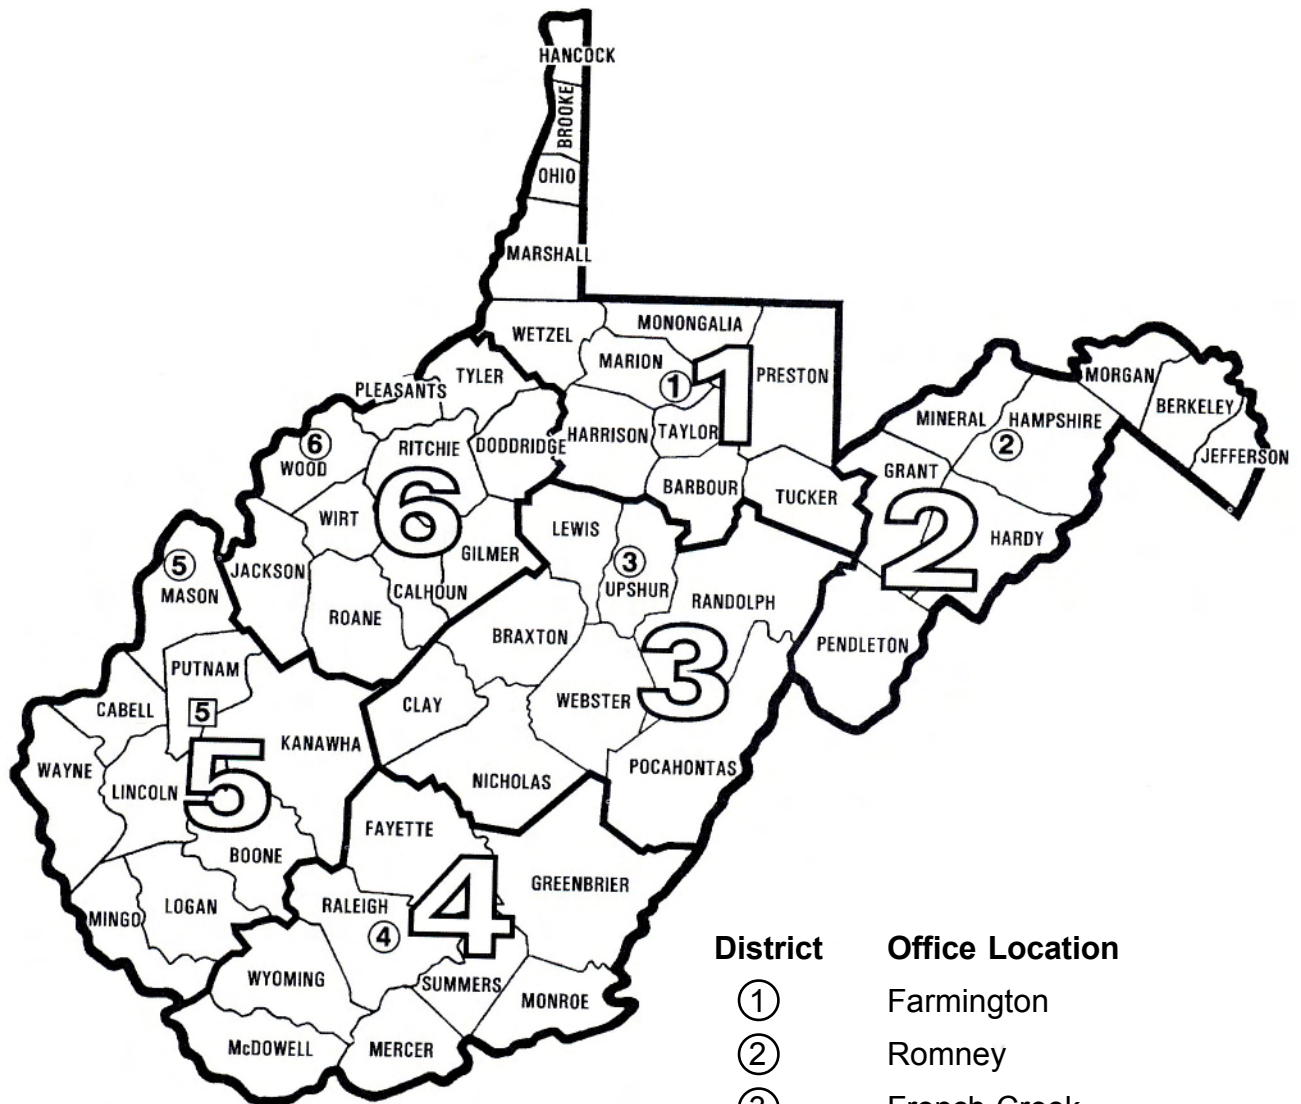 HANCOCK
BROOKE
OHIO
MARSHALL
WETZEL
MONONGALIA
MARION
①
1
PRESTON
TYLER
PLEASANTS
DODDRIDGE
HARRISON
TAYLOR
BARBOUR
TUCKER
MORGAN
BERKELEY
JEFFERSON
MINERAL
HAMPSHIRE
②
GRANT
2
HARDY
PENDLETON
⑥
WOOD
RITCHIE
6
WIRT
GILMER
JACKSON
CALHOUN
ROANE
LEWIS
③
UPSHUR
RANDOLPH
BRAXTON
3
WEBSTER
CLAY
NICHOLAS
POCAHONTAS
⑤
MASON
PUTNAM
CABELL
5
KANAWHA
WAYNE
LINCOLN
5
BOONE
LOGAN
MINGO
FAYETTE
4
GREENBRIER
RALEIGH
④
WYOMING
SUMMERS
MONROE
McDOWELL
MERCER
District Office Location
① Farmington
② Romney
③ French Creek